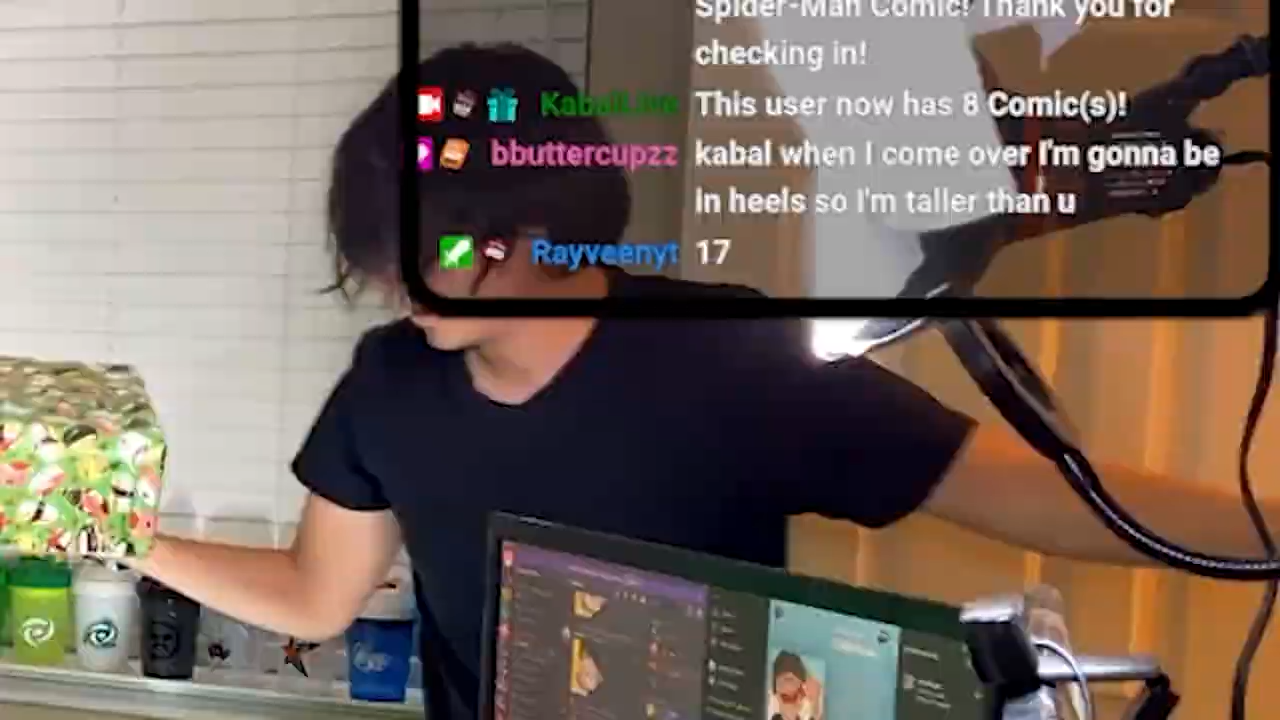 Spider-Man Comic! Thank you for
checking in!
KabalLive This user now has 8 Comic(s)!
bbuttercupzz kabal when I come over I'm gonna be
in heels so I'm taller than u
Rayveenyt 17